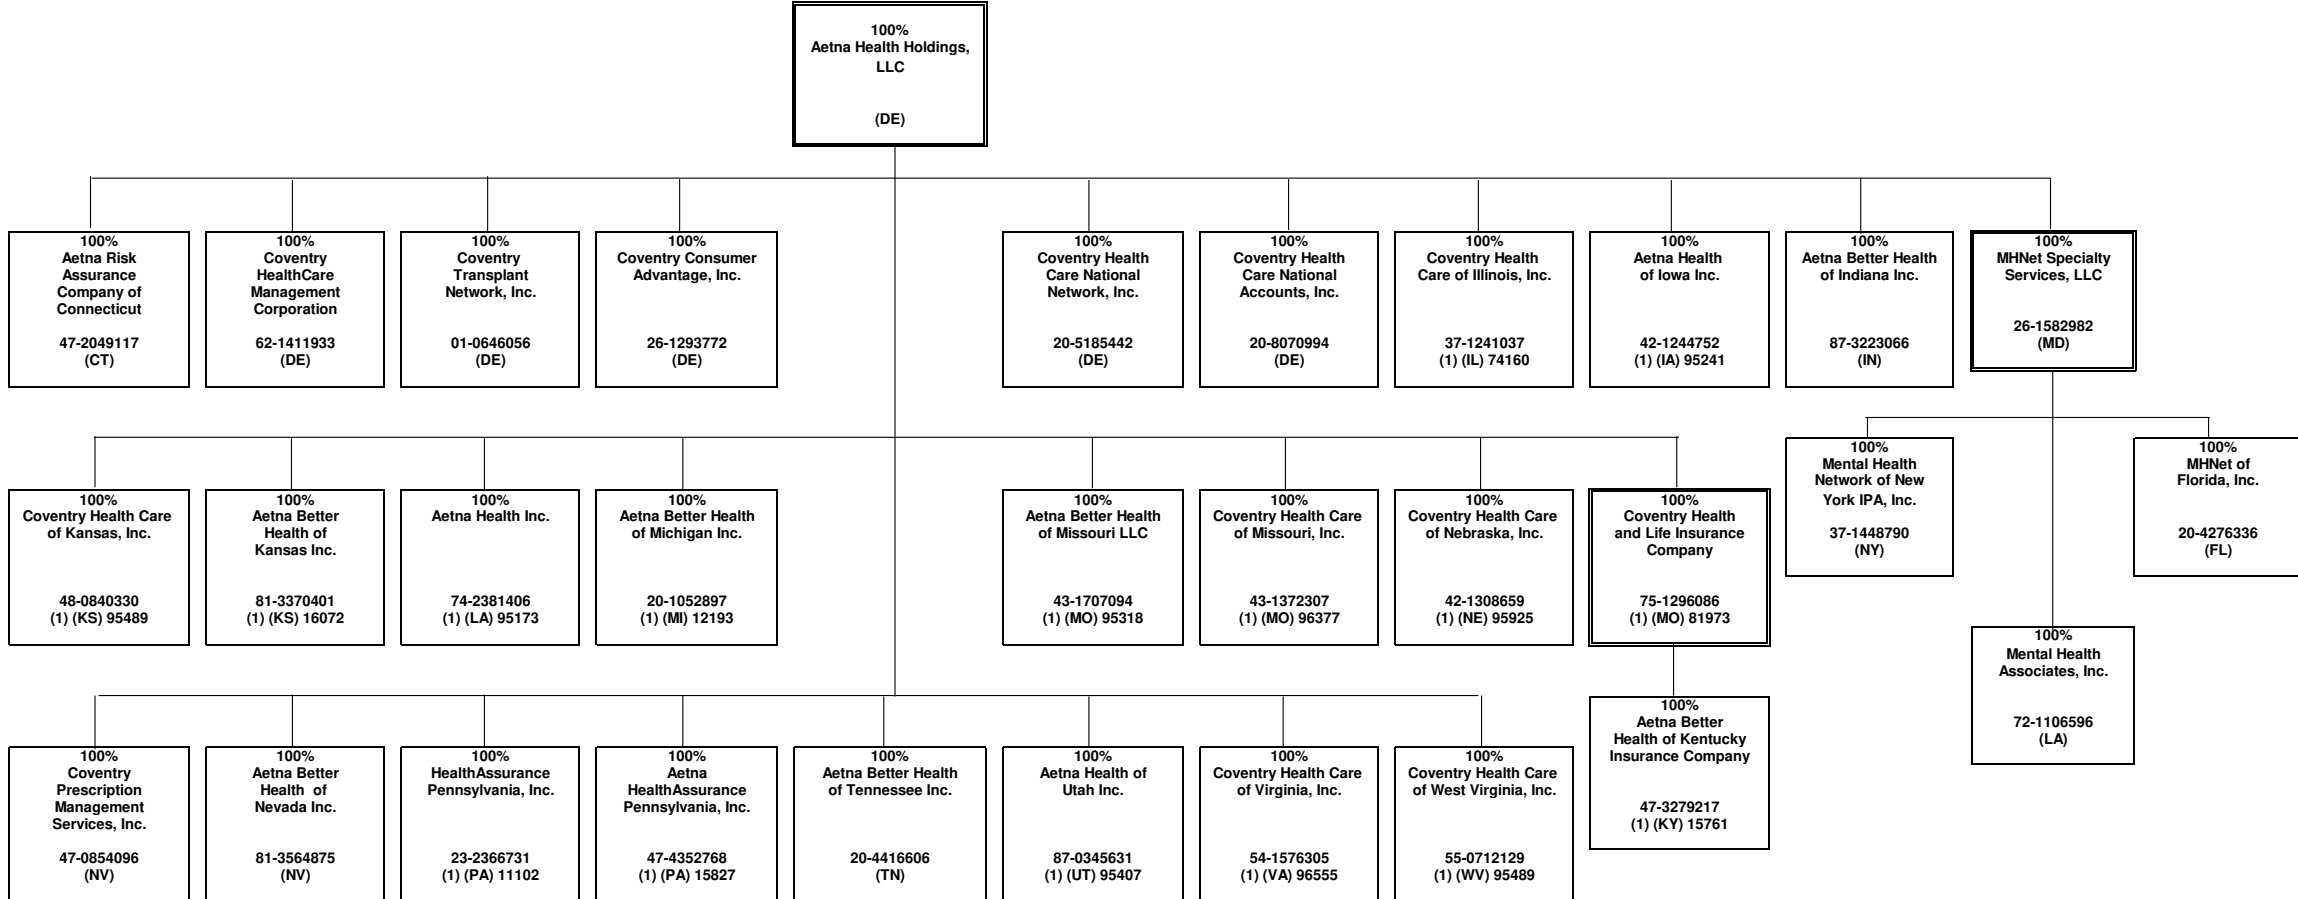 100%
Aetna Health Holdings,
LLC
(DE)
100%
Aetna Risk
Assurance
Company of
Connecticut
47-2049117
(CT)
100%
Coventry
HealthCare
Management
Corporation
62-1411933
(DE)
100%
Coventry
Transplant
Network, Inc.
01-0646056
(DE)
100%
Coventry Consumer
Advantage, Inc.
26-1293772
(DE)
100%
Coventry Health
Care National
Network, Inc.
20-5185442
(DE)
100%
Coventry Health
Care National
Accounts, Inc.
20-8070994
(DE)
100%
Coventry Health
Care of Illinois, Inc.
37-1241037
(1) (IL) 74160
100%
Aetna Health
of Iowa Inc.
42-1244752
(1) (IA) 95241
100%
Aetna Better Health
of Indiana Inc.
87-3223066
(IN)
100%
MHNet Specialty
Services, LLC
26-1582982
(MD)
100%
Mental Health
Network of New
York IPA, Inc.
37-1448790
(NY)
100%
MHNet of
Florida, Inc.
20-4276336
(FL)
100%
Coventry Health Care
of Kansas, Inc.
48-0840330
(1) (KS) 95489
100%
Aetna Better
Health of
Kansas Inc.
81-3370401
(1) (KS) 16072
100%
Aetna Health Inc.
74-2381406
(1) (LA) 95173
100%
Aetna Better Health
of Michigan Inc.
20-1052897
(1) (MI) 12193
100%
Aetna Better Health
of Missouri LLC
43-1707094
(1) (MO) 95318
100%
Coventry Health Care
of Missouri, Inc.
43-1372307
(1) (MO) 96377
100%
Coventry Health Care
of Nebraska, Inc.
42-1308659
(1) (NE) 95925
100%
Coventry Health
and Life Insurance
Company
75-1296086
(1) (MO) 81973
100%
Mental Health
Associates, Inc.
72-1106596
(LA)
100%
Aetna Better
Health of Kentucky
Insurance Company
47-3279217
(1) (KY) 15761
100%
Coventry
Prescription
Management
Services, Inc.
47-0854096
(NV)
100%
Aetna Better
Health of
Nevada Inc.
81-3564875
(NV)
100%
HealthAssurance
Pennsylvania, Inc.
23-2366731
(1) (PA) 11102
100%
Aetna
HealthAssurance
Pennsylvania, Inc.
47-4352768
(1) (PA) 15827
100%
Aetna Better Health
of Tennessee Inc.
20-4416606
(TN)
100%
Aetna Health of
Utah Inc.
87-0345631
(1) (UT) 95407
100%
Coventry Health Care
of Virginia, Inc.
54-1576305
(1) (VA) 96555
100%
Coventry Health Care
of West Virginia, Inc.
55-0712129
(1) (WV) 95489